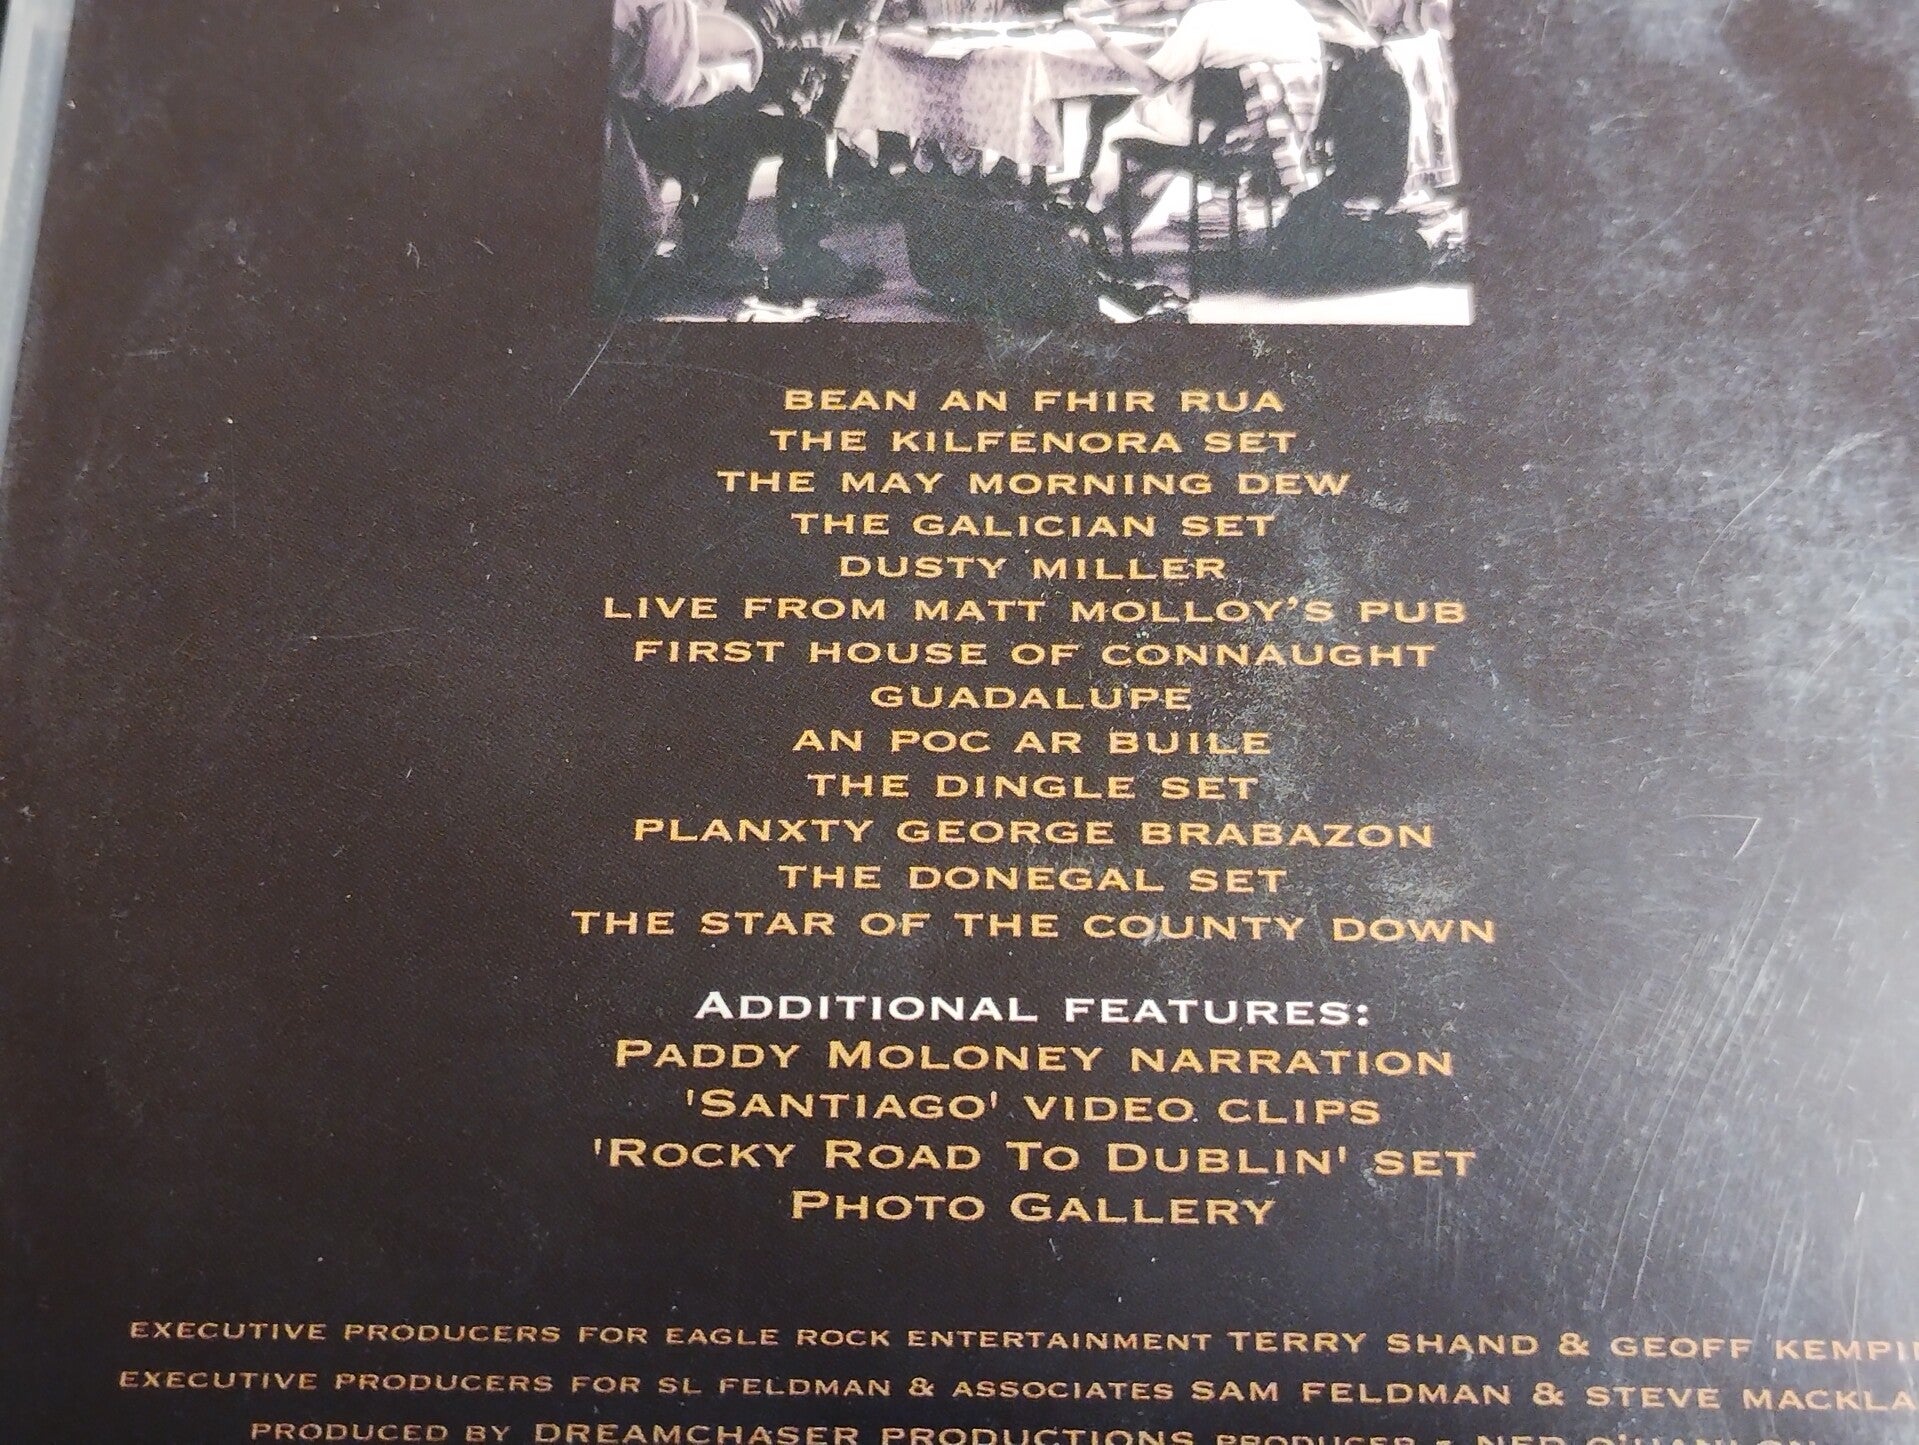 BEAN AN FHIR RUA
THE KILFENORA SET
THE MAY MORNING DEW
THE GALICIAN SET
DUSTY MILLER
LIVE FROM MATT MOLLOY'S PUB
FIRST HOUSE OF CONNAUGHT
GUADALUPE
AN POC AR BUILE
THE DINGLE SET
PLANXTY GEORGE BRABAZON
THE DONEGAL SET
THE STAR OF THE COUNTY DOWN
ADDITIONAL FEATURES:
PADDY MOLONEY NARRATION
'SANTIAGO' VIDEO CLIPS
'ROCKY ROAD TO DUBLIN' SET
PHOTO GALLERY
EXECUTIVE PRODUCERS FOR EAGLE ROCK ENTERTAINMENT TERRY SHAND & GEOFF
EXECUTIVE PRODUCERS FOR SL FELDMAN & ASSOCIATES SAM FELDMAN & STEVE
PRODUCED BY DREAMCHASER PRODUCTIONS PRODUCER - NED